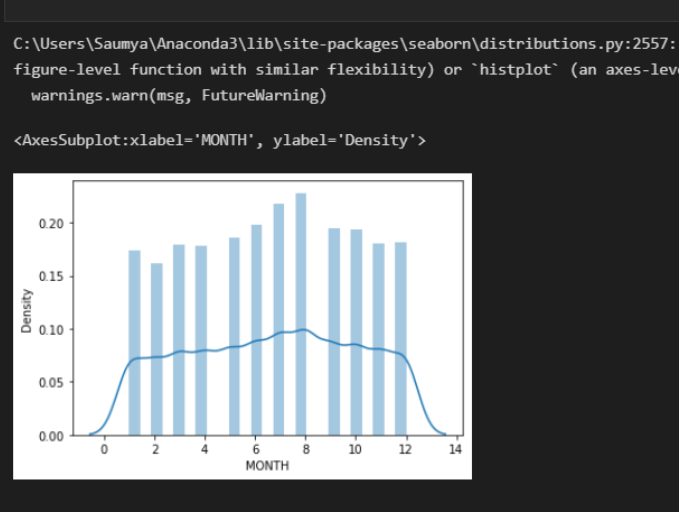 C:\Users\Saumya\Anaconda3\lib\site-packages\seaborn\distributions.py:2557:
figure-level function with similar flexibility) or `histplot` (an axes-leve
warnings.warn(msg, FutureWarning)
<AxesSubplot:xlabel='MONTH', ylabel='Density'>
0.20
0.15
0.10
0.05
0.00
Density
0 2 4 6 8 10 12 14
MONTH